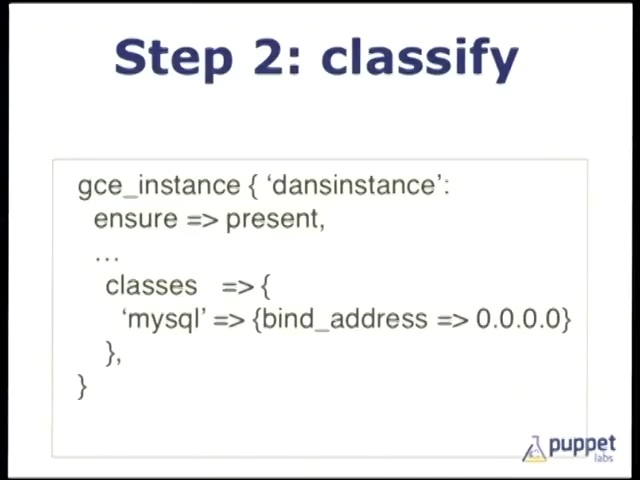 Step 2: classify
gce_instance { ‘dansinstance’:
ensure => present,
…
classes => {
‘mysql’ => {bind_address => 0.0.0.0}
},
}
puppet
labs